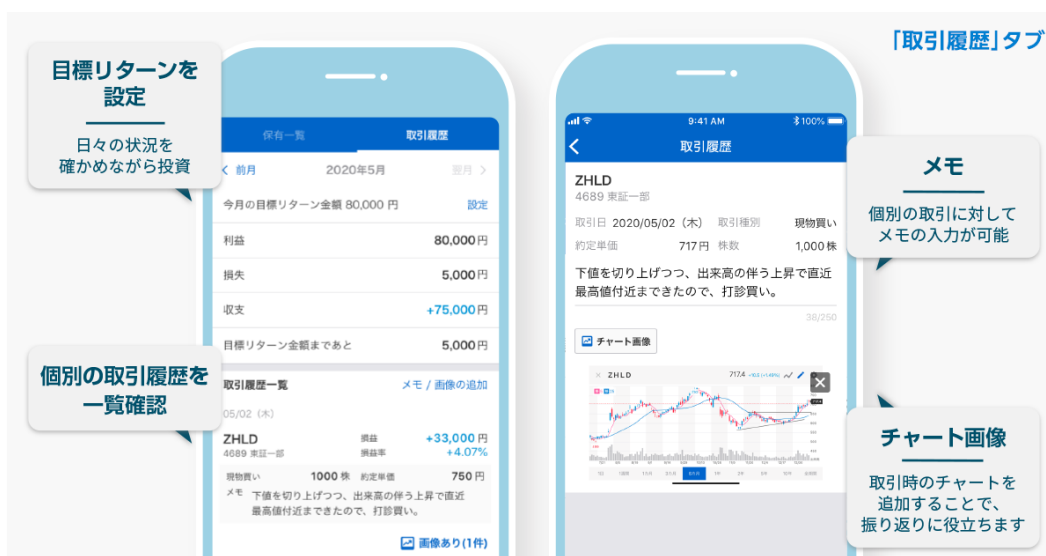 「取引履歴」タブ
目標リターンを
設定
日々の状況を
確かめながら投資
個別の取引履歴を
一覧確認
保有一覧 取引履歴
前月 2020年5月 翌月
今月の目標リターン金額 80,000 円 設定
利益 80,000円
損失 5,000円
収支 +75,000円
目標リターン金額まであと 5,000円
取引履歴一覧 メモ / 画像の追加
05/02（木）
ZHLD 損益 +33,000 円
4689 東証一部 損益率 +4.07%
現物買い 1000 株 約定単価 750 円
メモ 下値を切り上げつつ、出来高の伴う上昇で直近
最高値付近まできたので、打診買い。
画像あり(1件)
9:41 AM 100%
取引履歴
ZHLD
4689 東証一部
取引日 2020/05/02（木） 取引種別 現物買い
約定単価 717円 株数 1,000 株
下値を切り上げつつ、出来高の伴う上昇で直近
最高値付近まできたので、打診買い。
36/250
チャート画像
ZHLD 717.4
メモ
個別の取引に対して
メモの入力が可能
チャート画像
取引時のチャートを
追加することで、
振り返りに役立ちます